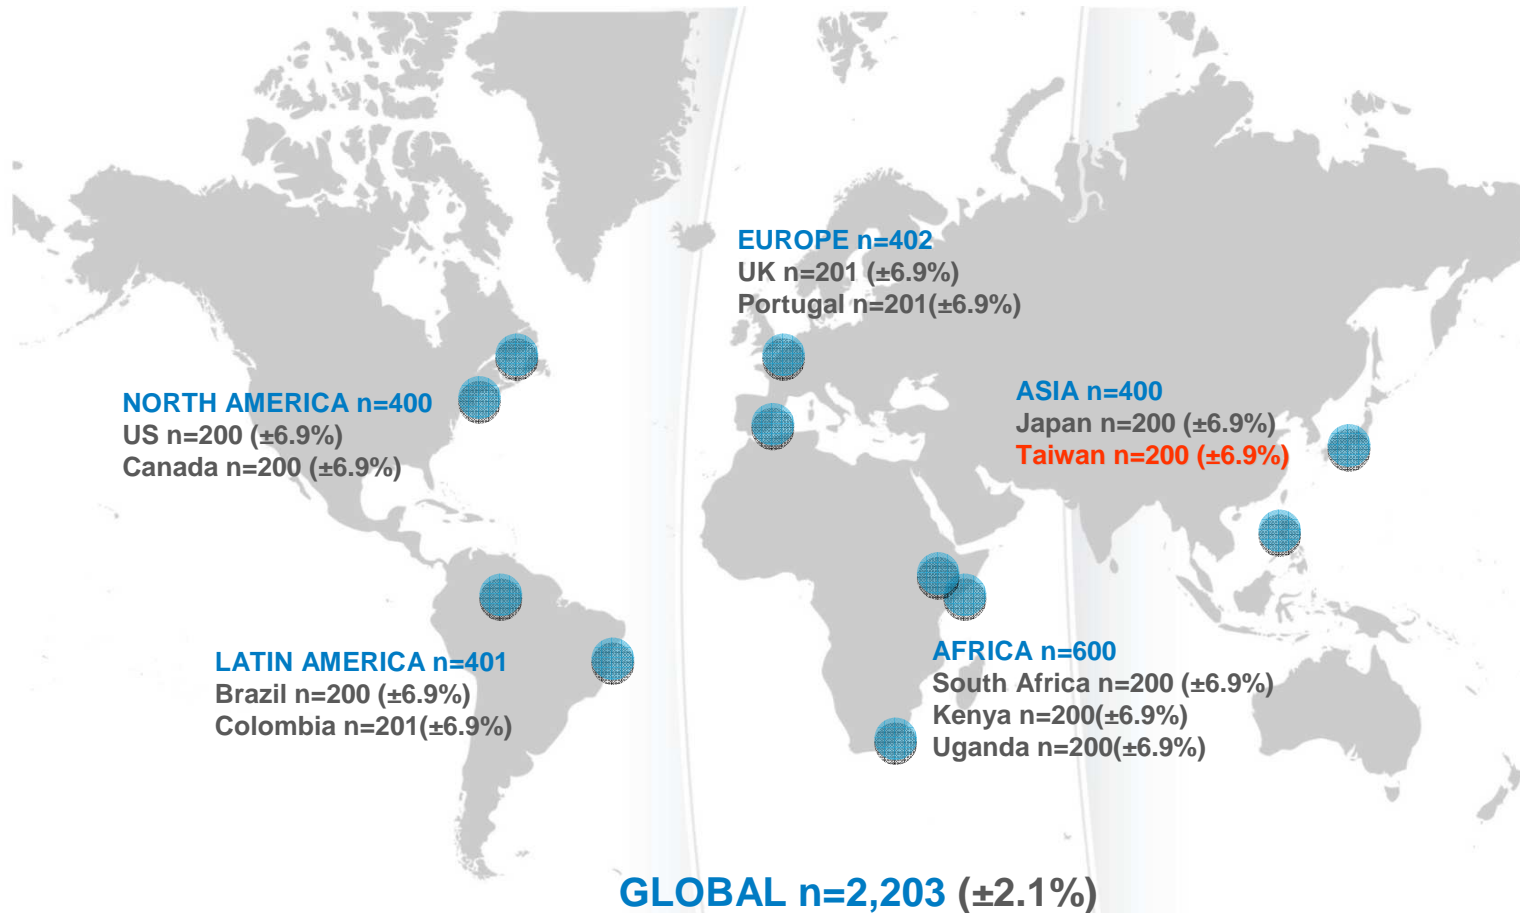 EUROPE n=402
UK n=201 (±6.9%)
Portugal n=201(±6.9%)
NORTH AMERICA n=400
US n=200 (±6.9%)
Canada n=200 (±6.9%)
ASIA n=400
Japan n=200 (±6.9%)
Taiwan n=200 (±6.9%)
LATIN AMERICA n=401
Brazil n=200 (±6.9%)
Colombia n=201(±6.9%)
AFRICA n=600
South Africa n=200 (±6.9%)
Kenya n=200(±6.9%)
Uganda n=200(±6.9%)
GLOBAL n=2,203 (±2.1%)